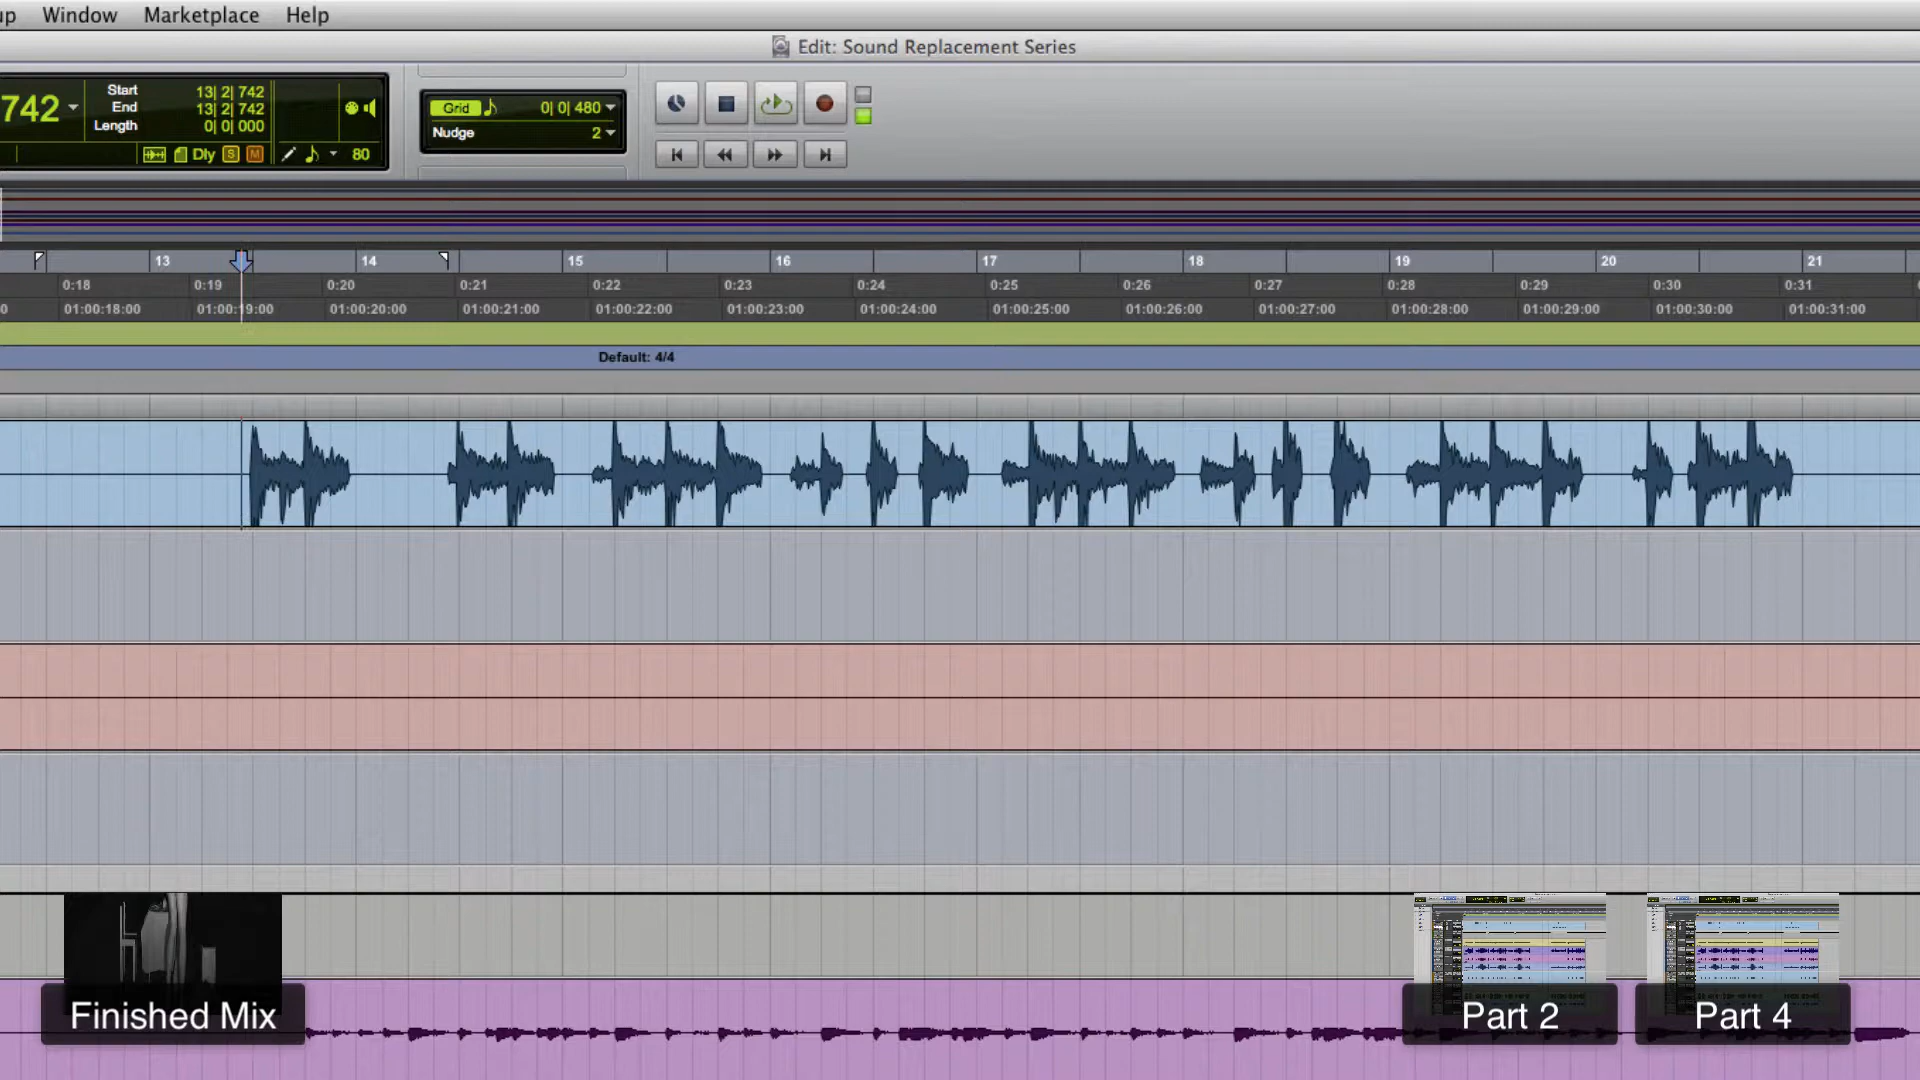 up Window Marketplace Help
Edit: Sound Replacement Series
742
Start 13| 2| 742
End 13| 2| 742
Length 0| 0| 000
Dly S M 80
Grid 0| 0| 480
Nudge 2
13 14 15 16 17 18 19 20 21
0:18 0:19 0:20 0:21 0:22 0:23 0:24 0:25 0:26 0:27 0:28 0:29 0:30 0:31
0 01:00:18:00 01:00:19:00 01:00:20:00 01:00:21:00 01:00:22:00 01:00:23:00 01:00:24:00 01:00:25:00 01:00:26:00 01:00:27:00 01:00:28:00 01:00:29:00 01:00:30:00 01:00:31:00
Default: 4/4
Finished Mix
Part 2
Part 4